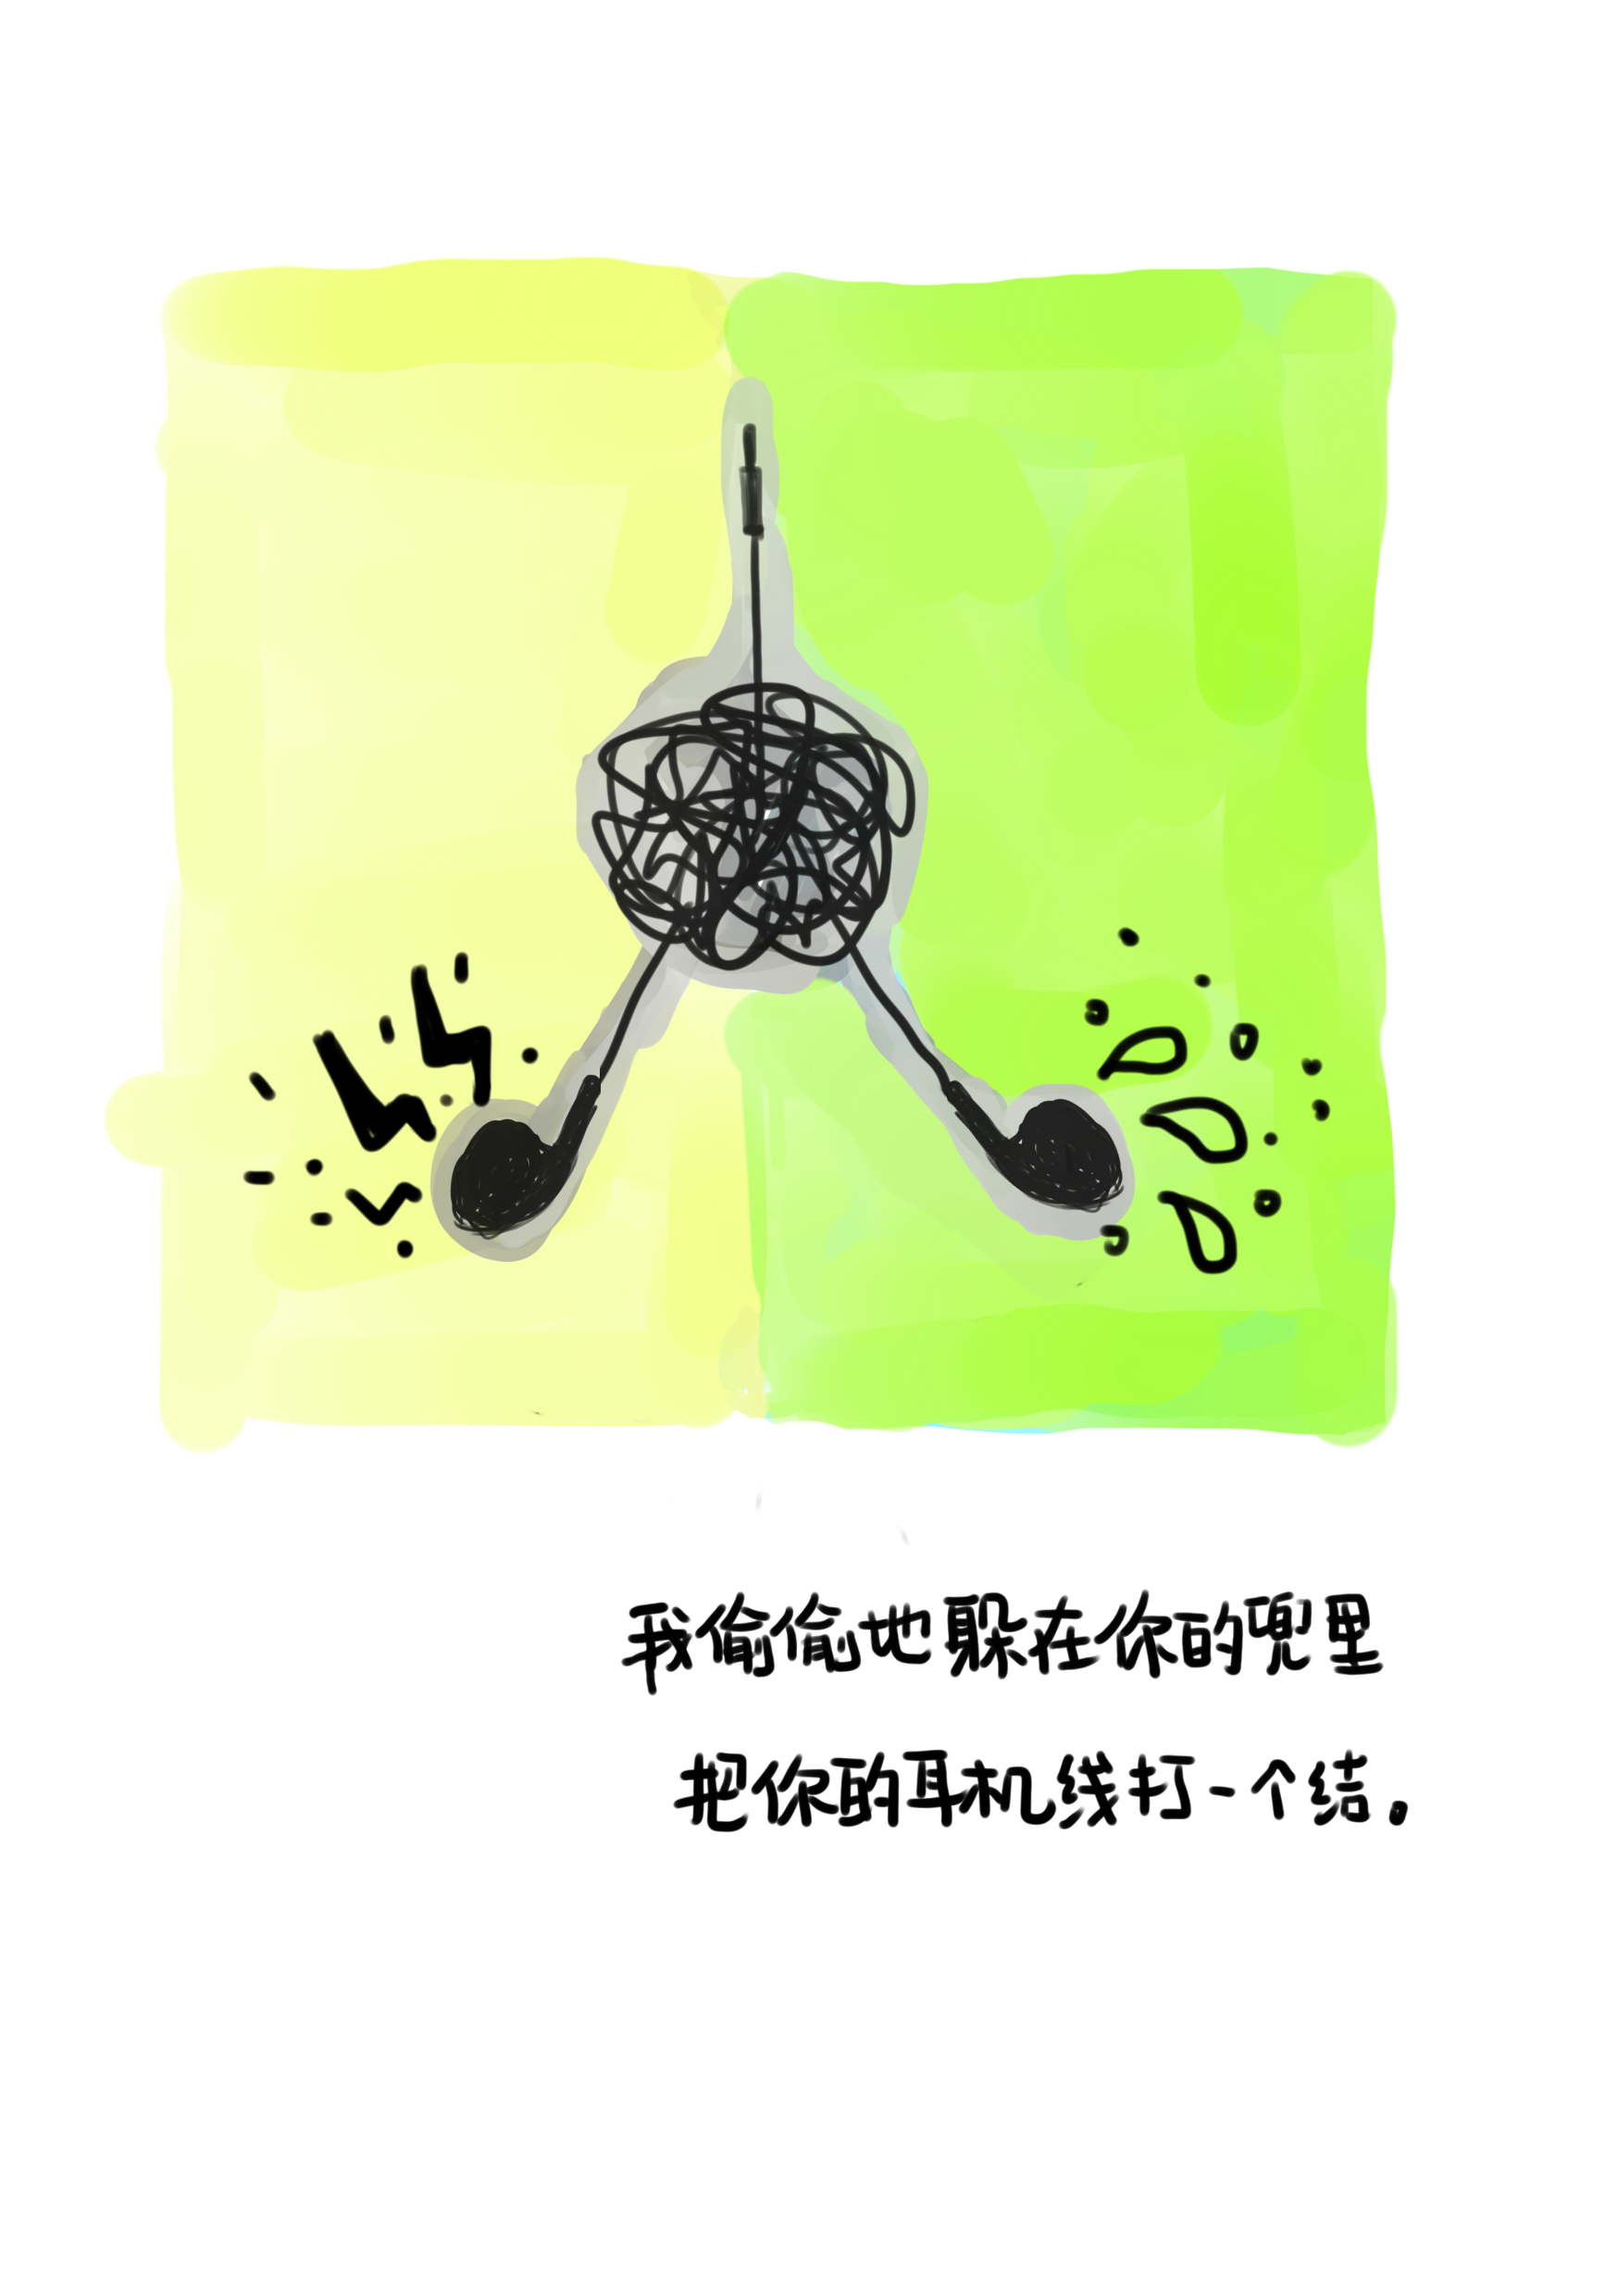 我偷偷地躲在你的兜里
把你的耳机线打一个结。